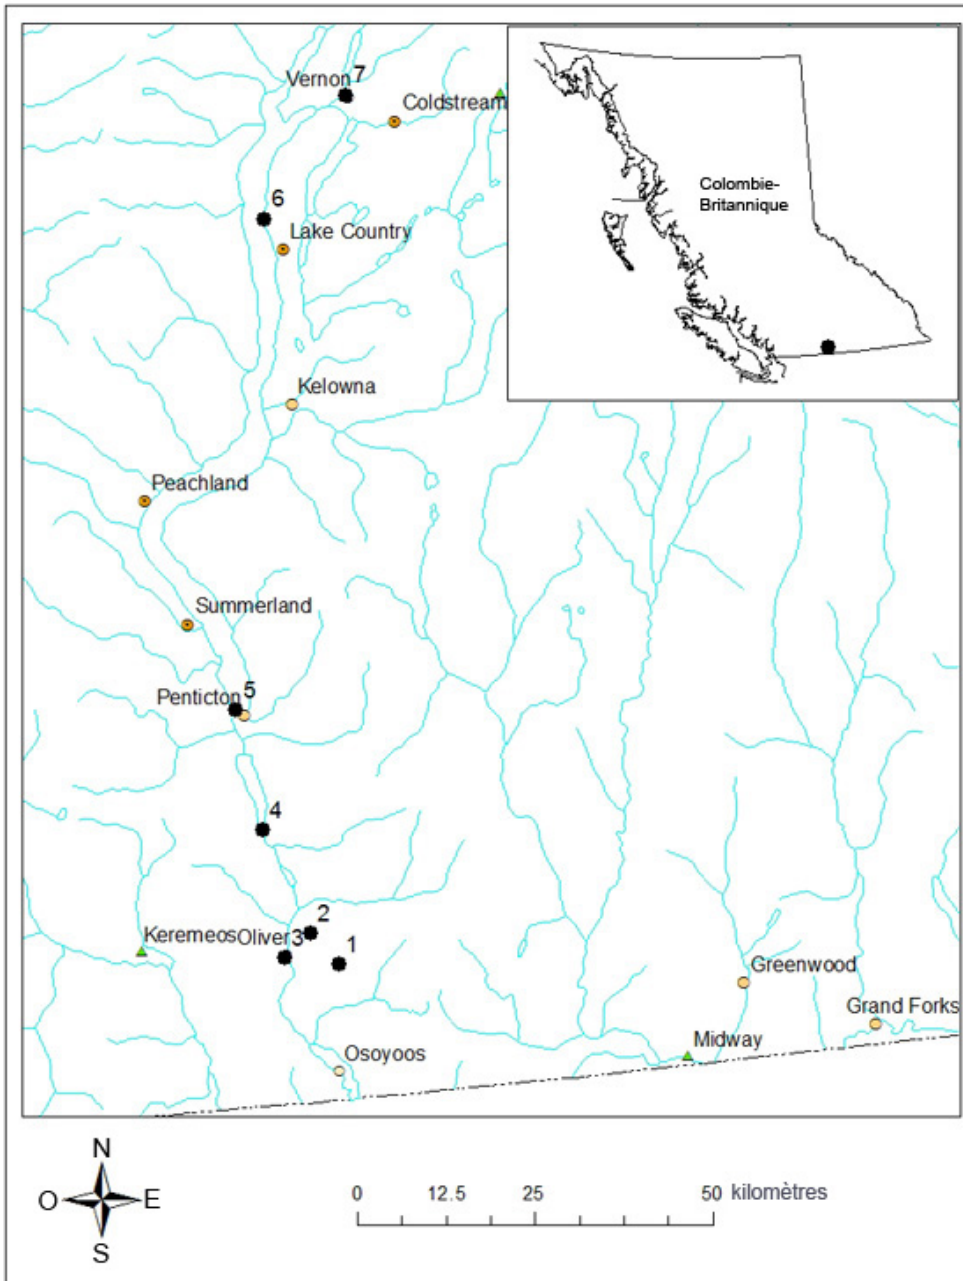 Vernon 7
Coldstream
Colombie-
Britannique
6
Lake Country
Kelowna
Peachland
Summerland
Penticton 5
4
2
Keremeos Oliver 3 1
Greenwood
Grand Forks
Midway
Osoyoos
N
O E
S
0 12.5 25 50 kilomètres